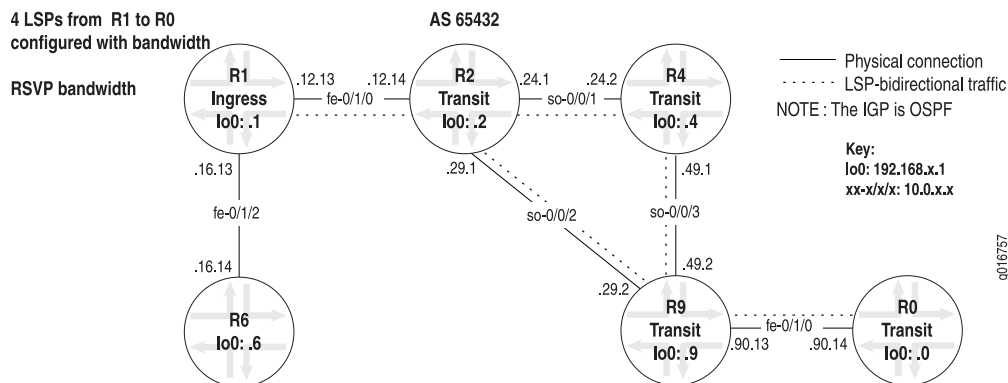 4 LSPs from R1 to R0
configured with bandwidth
RSVP bandwidth
AS 65432
R1
Ingress
lo0: .1
.12.13
fe-0/1/0
.12.14
R2
Transit
lo0: .2
.24.1
so-0/0/1
.24.2
R4
Transit
lo0: .4
Physical connection
LSP-bidirectional traffic
NOTE : The IGP is OSPF
Key:
lo0: 192.168.x.1
xx-x/x/x: 10.0.x.x
.16.13
fe-0/1/2
.16.14
.29.1
so-0/0/2
.29.2
.49.1
so-0/0/3
.49.2
R6
lo0: .6
R9
Transit
lo0: .9
.90.13
fe-0/1/0
.90.14
R0
Transit
lo0: .0
g016757